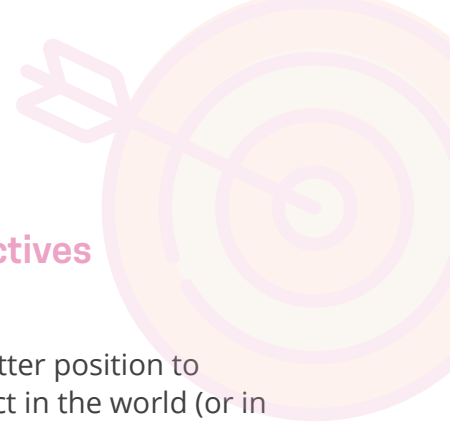 ctives
tter position to
ct in the world (or in